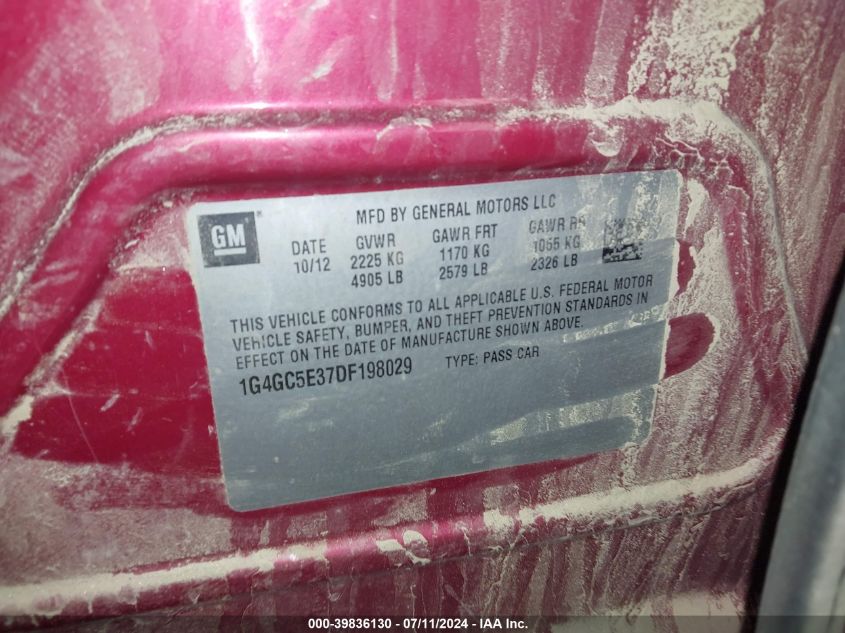 GM
MFD BY GENERAL MOTORS LLC
DATE GVWR GAWR FRT GAWR RR
10/12 2225 KG 1170 KG 1055 KG
4905 LB 2579 LB 2326 LB
THIS VEHICLE CONFORMS TO ALL APPLICABLE U.S. FEDERAL MOTOR
VEHICLE SAFETY, BUMPER, AND THEFT PREVENTION STANDARDS IN
EFFECT ON THE DATE OF MANUFACTURE SHOWN ABOVE.
1G4GC5E37DF198029 TYPE: PASS CAR
000-39836130 - 07/11/2024 - IAA Inc.